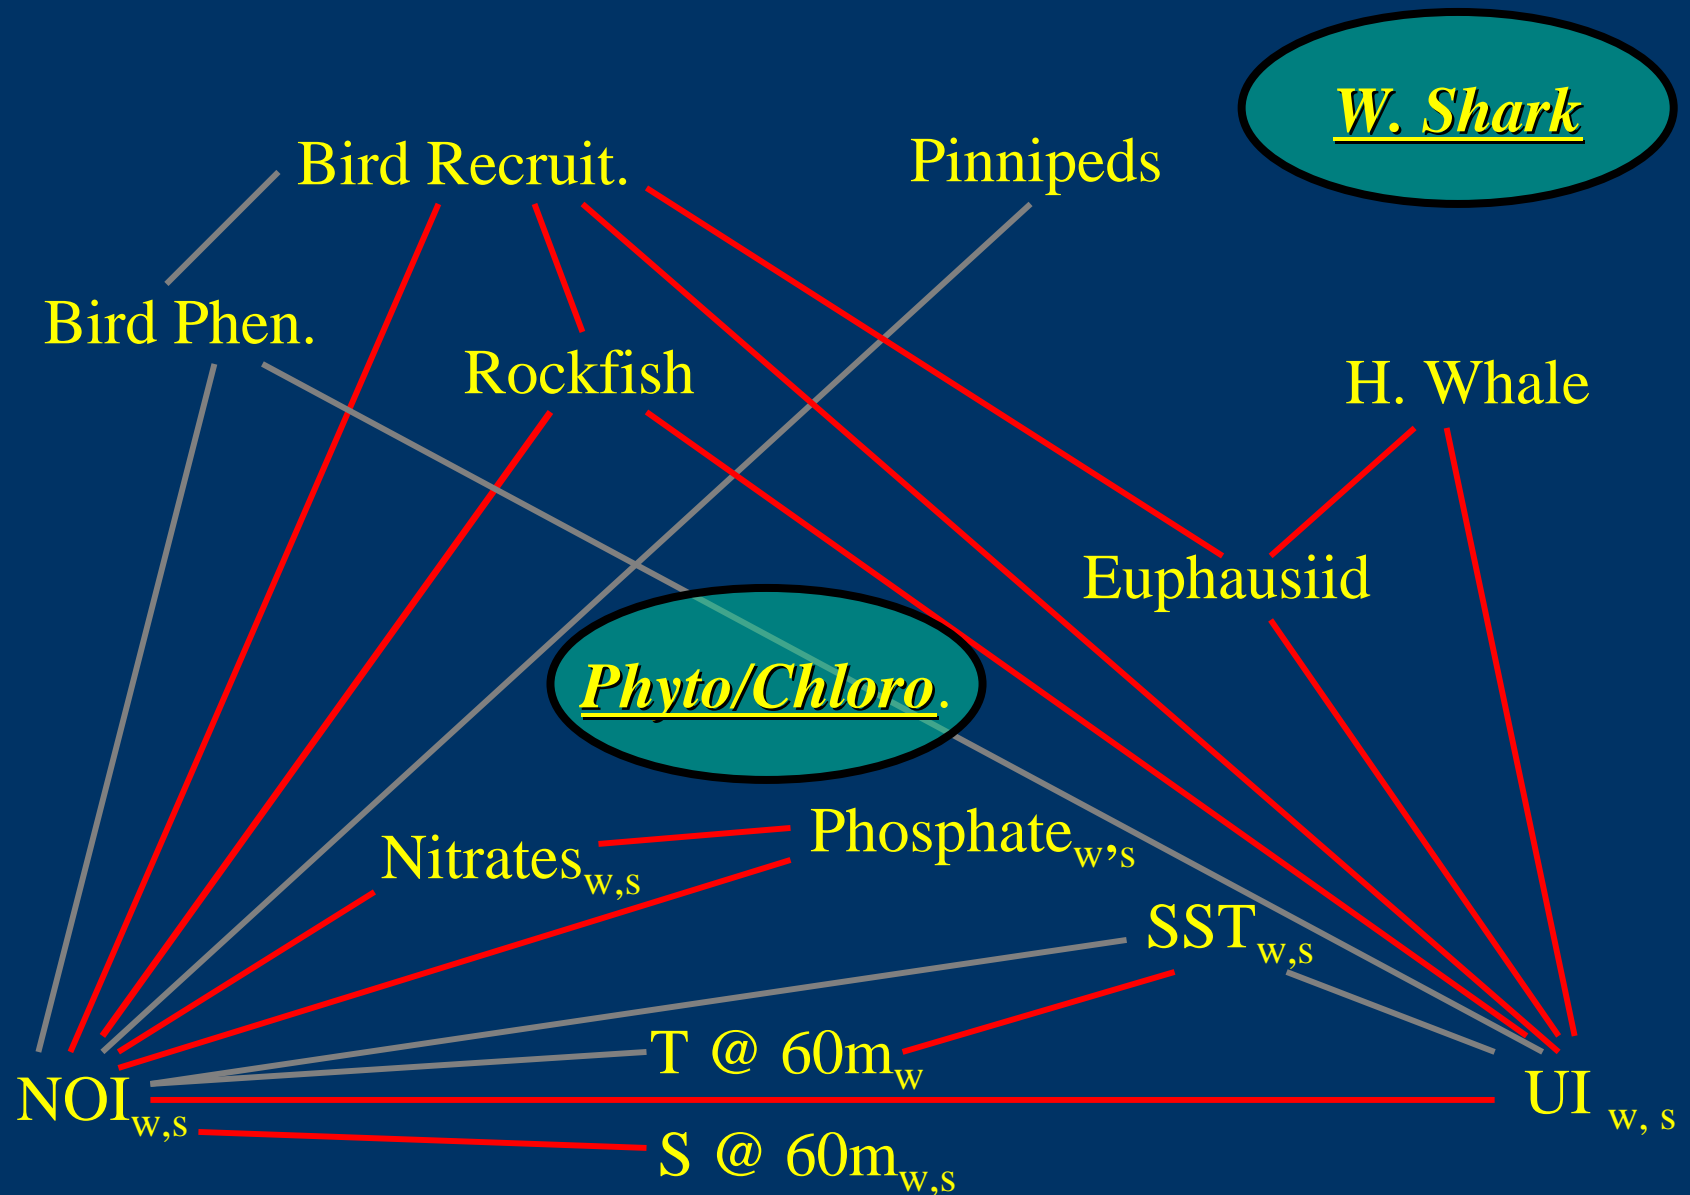 W. Shark
Bird Recruit.
Pinnipeds
Bird Phen.
Rockfish
H. Whale
Euphausiid
Phyto/Chloro.
Phosphate w,s
Nitrates w,s
SST w,s
T @ 60m w
NOI w,s
UI w, s
S @ 60m w,s